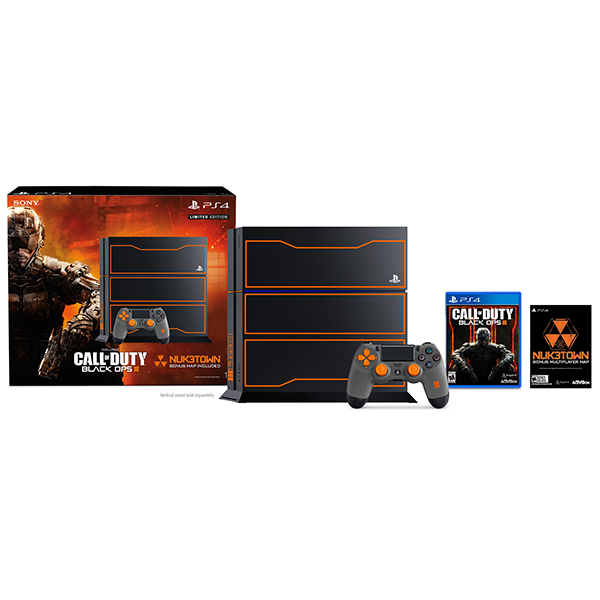 PS4
SONY
PS4
LIMITED EDITION
CALL OF DUTY
BLACK OPS III
NUK3TOWN
BONUS MAP INCLUDED
Vertical stand sold separately.
PS4
CALL OF DUTY
BLACK OPS III
ACTIVISION
PS4
NUK3TOWN
BONUS MULTIPLAYER MAP
ACTIVISION